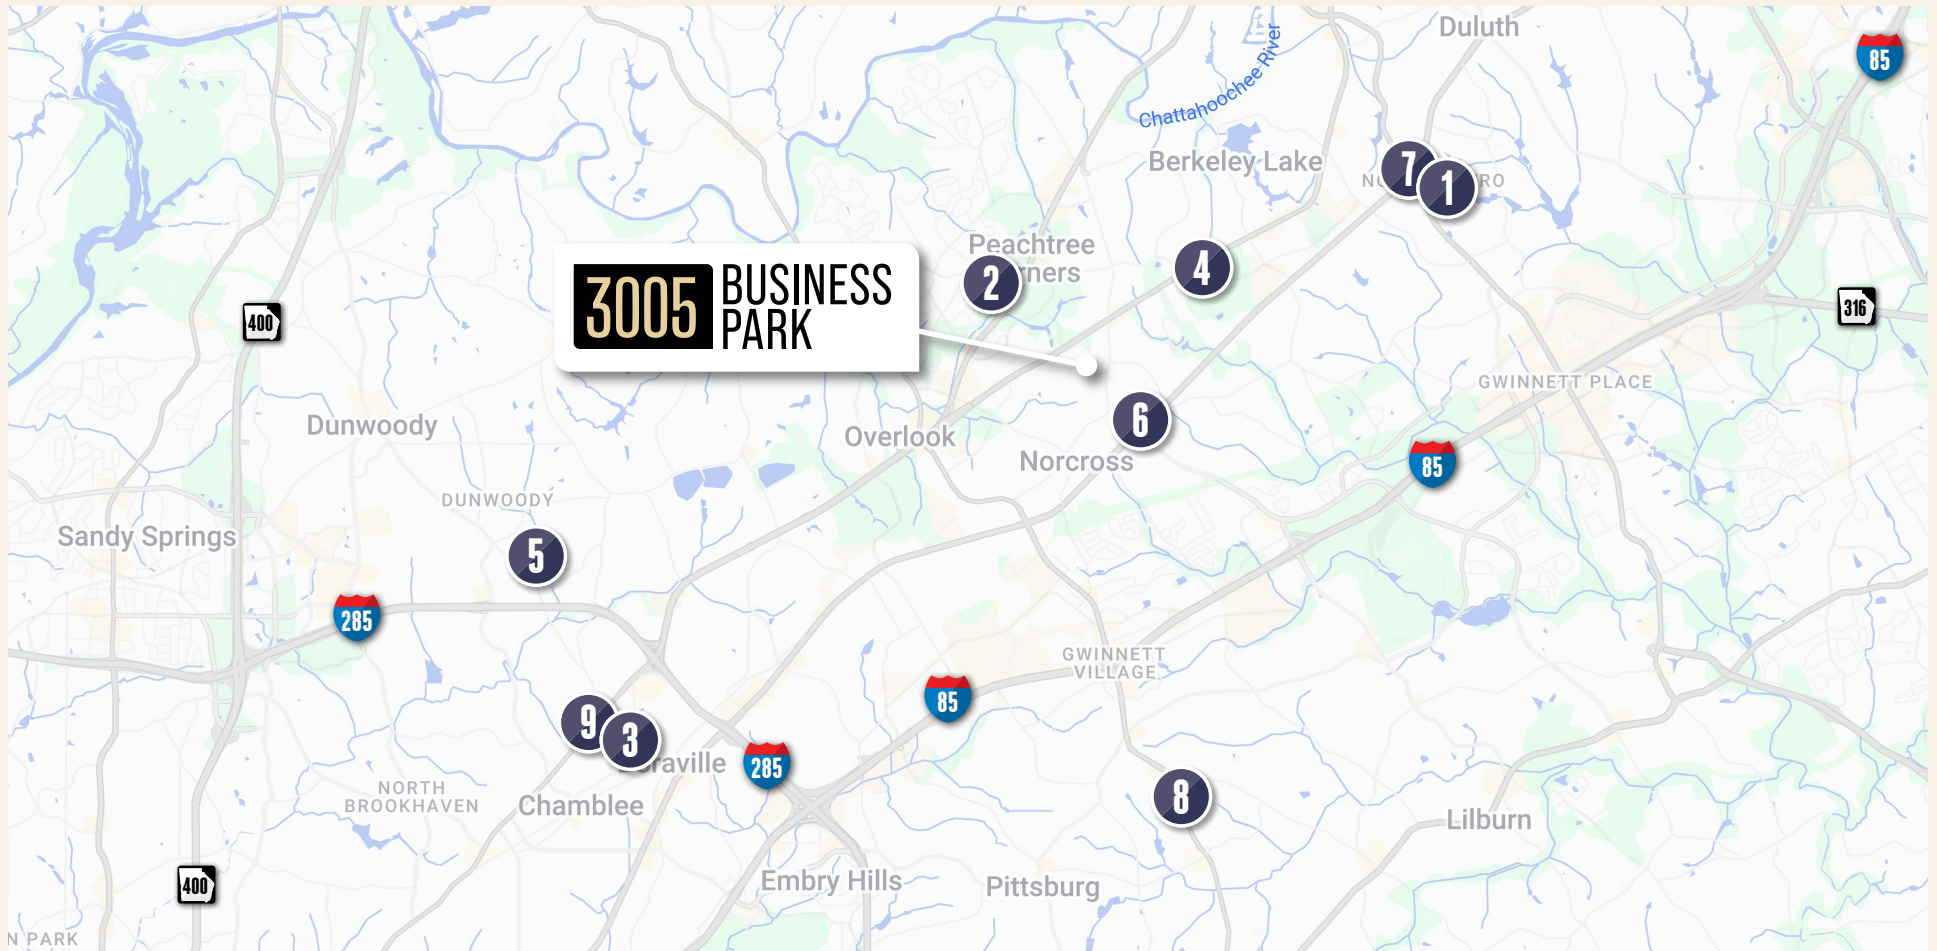 Duluth
85
Chattahoochee River
Berkeley Lake
7
1
RO
Peachtree
2
4
3005
BUSINESS
PARK
400
316
GWINNETT PLACE
Dunwoody
6
Overlook
Norcross
85
DUNWOODY
Sandy Springs
5
285
GWINNETT
VILLAGE
85
9
3
raville
285
NORTH
BROOKHAVEN
Chamblee
8
Lilburn
400
Embry Hills
Pittsburg
N PARK